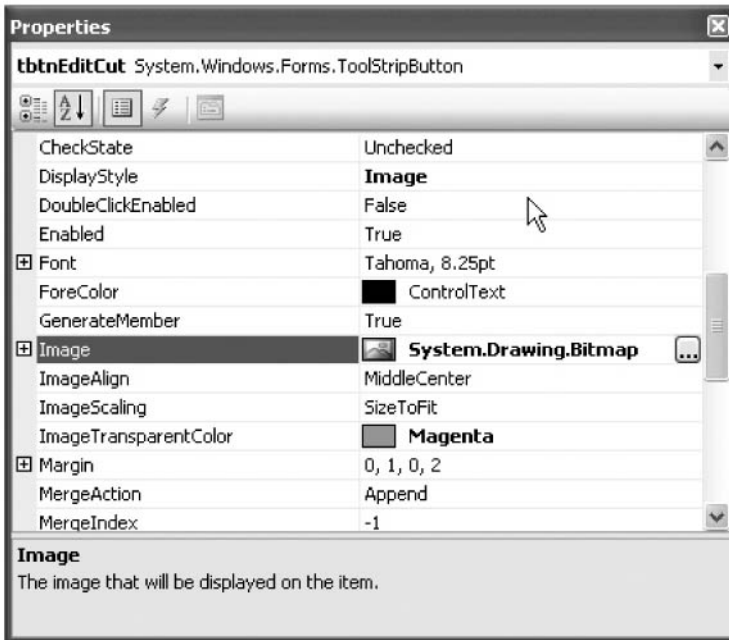 Properties
tbtnEditCut System.Windows.Forms.ToolStripButton
CheckState Unchecked
DisplayStyle Image
DoubleClickEnabled False
Enabled True
Font Tahoma, 8.25pt
ForeColor ControlText
GenerateMember True
Image System.Drawing.Bitmap ...
ImageAlign MiddleCenter
ImageScaling SizeToFit
ImageTransparentColor Magenta
Margin 0, 1, 0, 2
MergeAction Append
MergeIndex -1
Image
The image that will be displayed on the item.